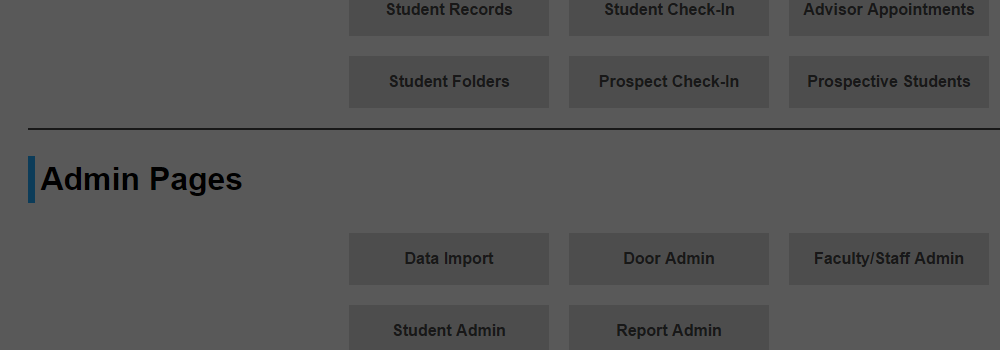 Student Records Student Check-In Advisor Appointments
Student Folders Prospect Check-In Prospective Students
Admin Pages
Data Import Door Admin Faculty/Staff Admin
Student Admin Report Admin